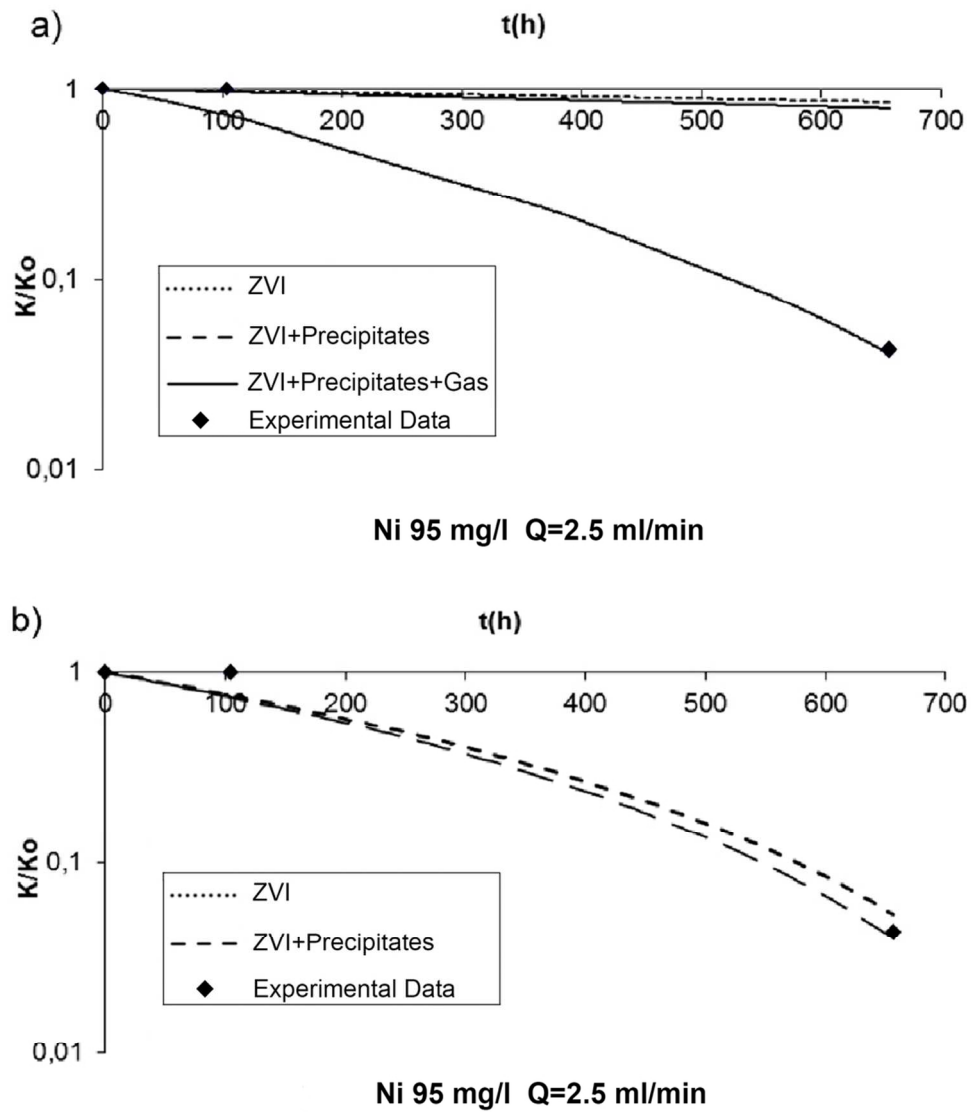 a)
t(h)
1
0 100 200 300 400 500 600 700
K/Ko
0,1
ZVI
ZVI+Precipitates
ZVI+Precipitates+Gas
Experimental Data
0,01
Ni 95 mg/l Q=2.5 ml/min
b)
t(h)
1
0 100 200 300 400 500 600 700
K/Ko
0,1
ZVI
ZVI+Precipitates
Experimental Data
0,01
Ni 95 mg/l Q=2.5 ml/min